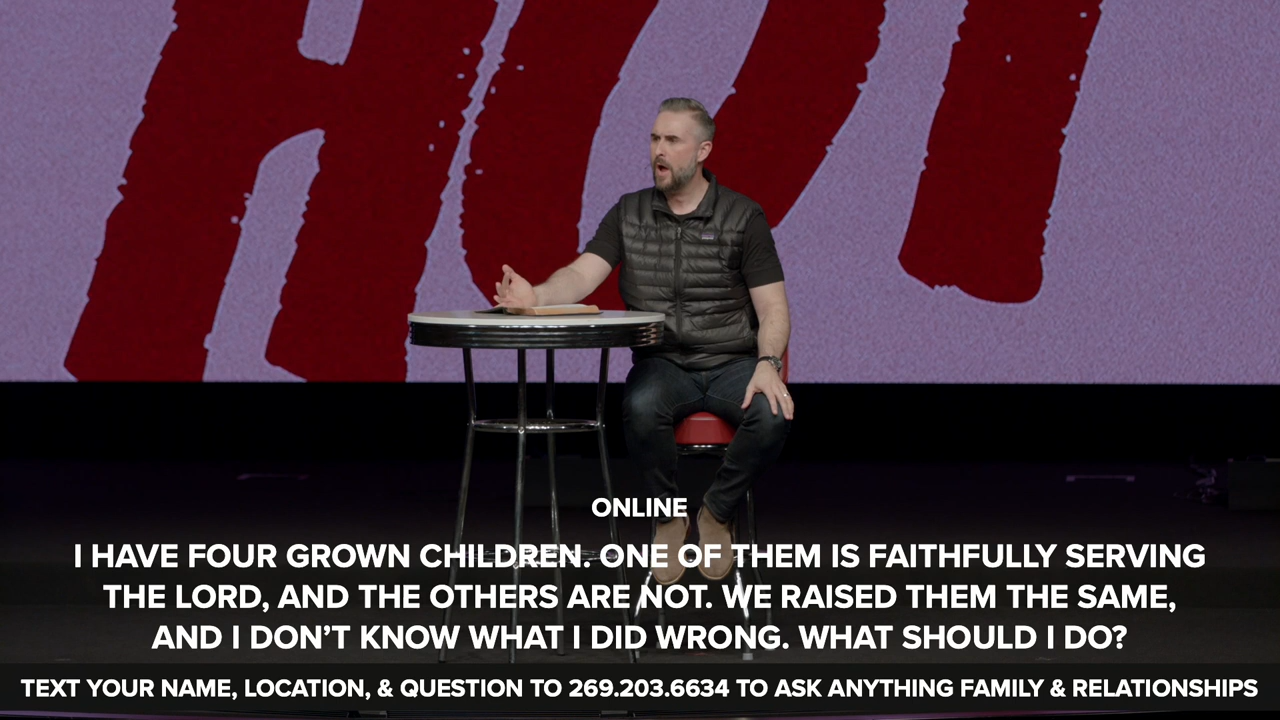 ONLINE
I HAVE FOUR GROWN CHILDREN. ONE OF THEM IS FAITHFULLY SERVING
THE LORD, AND THE OTHERS ARE NOT. WE RAISED THEM THE SAME,
AND I DON'T KNOW WHAT I DID WRONG. WHAT SHOULD I DO?
TEXT YOUR NAME, LOCATION, & QUESTION TO 269.203.6634 TO ASK ANYTHING FAMILY & RELATIONSHIPS